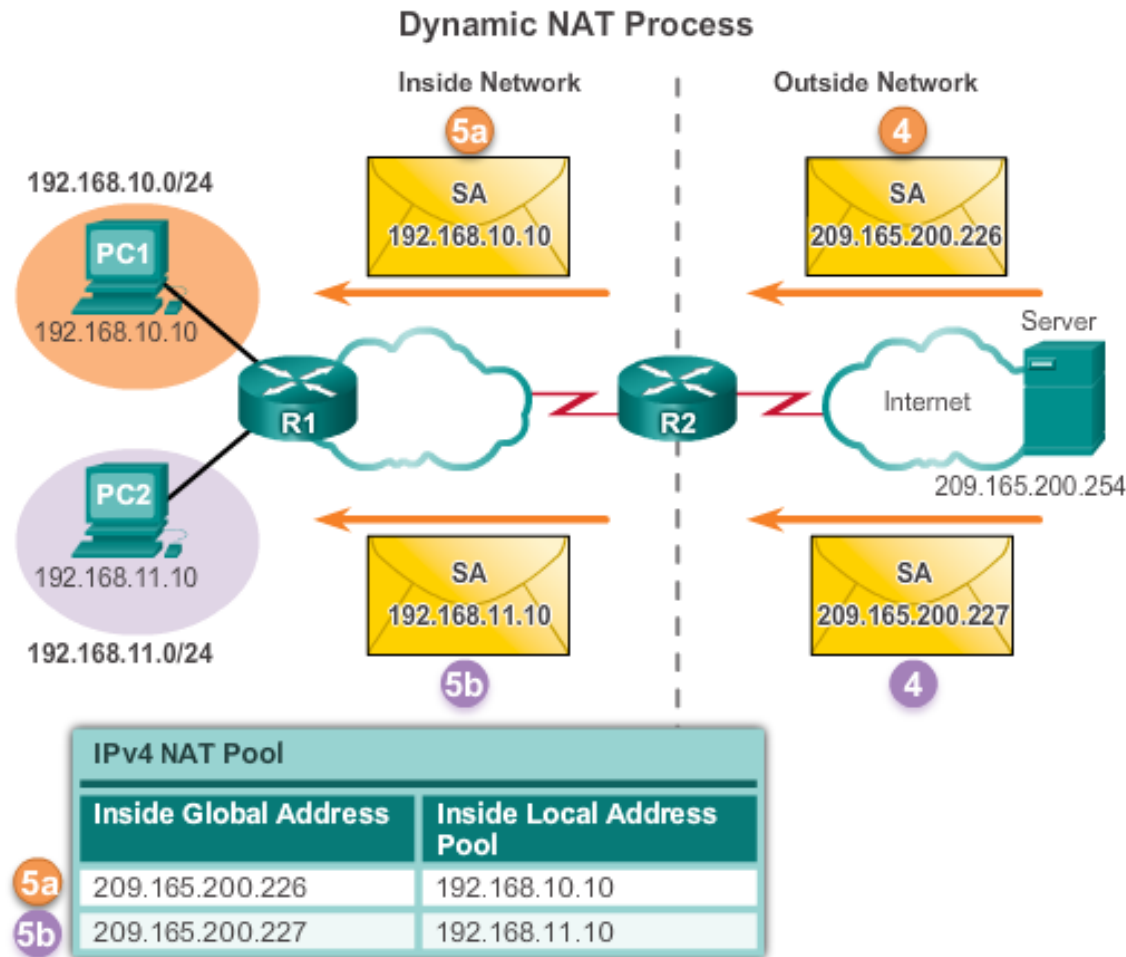 Dynamic NAT Process
Inside Network
Outside Network
5a
4
192.168.10.0/24
SA
192.168.10.10
SA
209.165.200.226
PC1
192.168.10.10
Server
R1
R2
Internet
PC2
192.168.11.10
209.165.200.254
SA
192.168.11.10
SA
209.165.200.227
192.168.11.0/24
5b
4
IPv4 NAT Pool
Inside Global Address
Inside Local Address
Pool
5a
209.165.200.226
192.168.10.10
5b
209.165.200.227
192.168.11.10